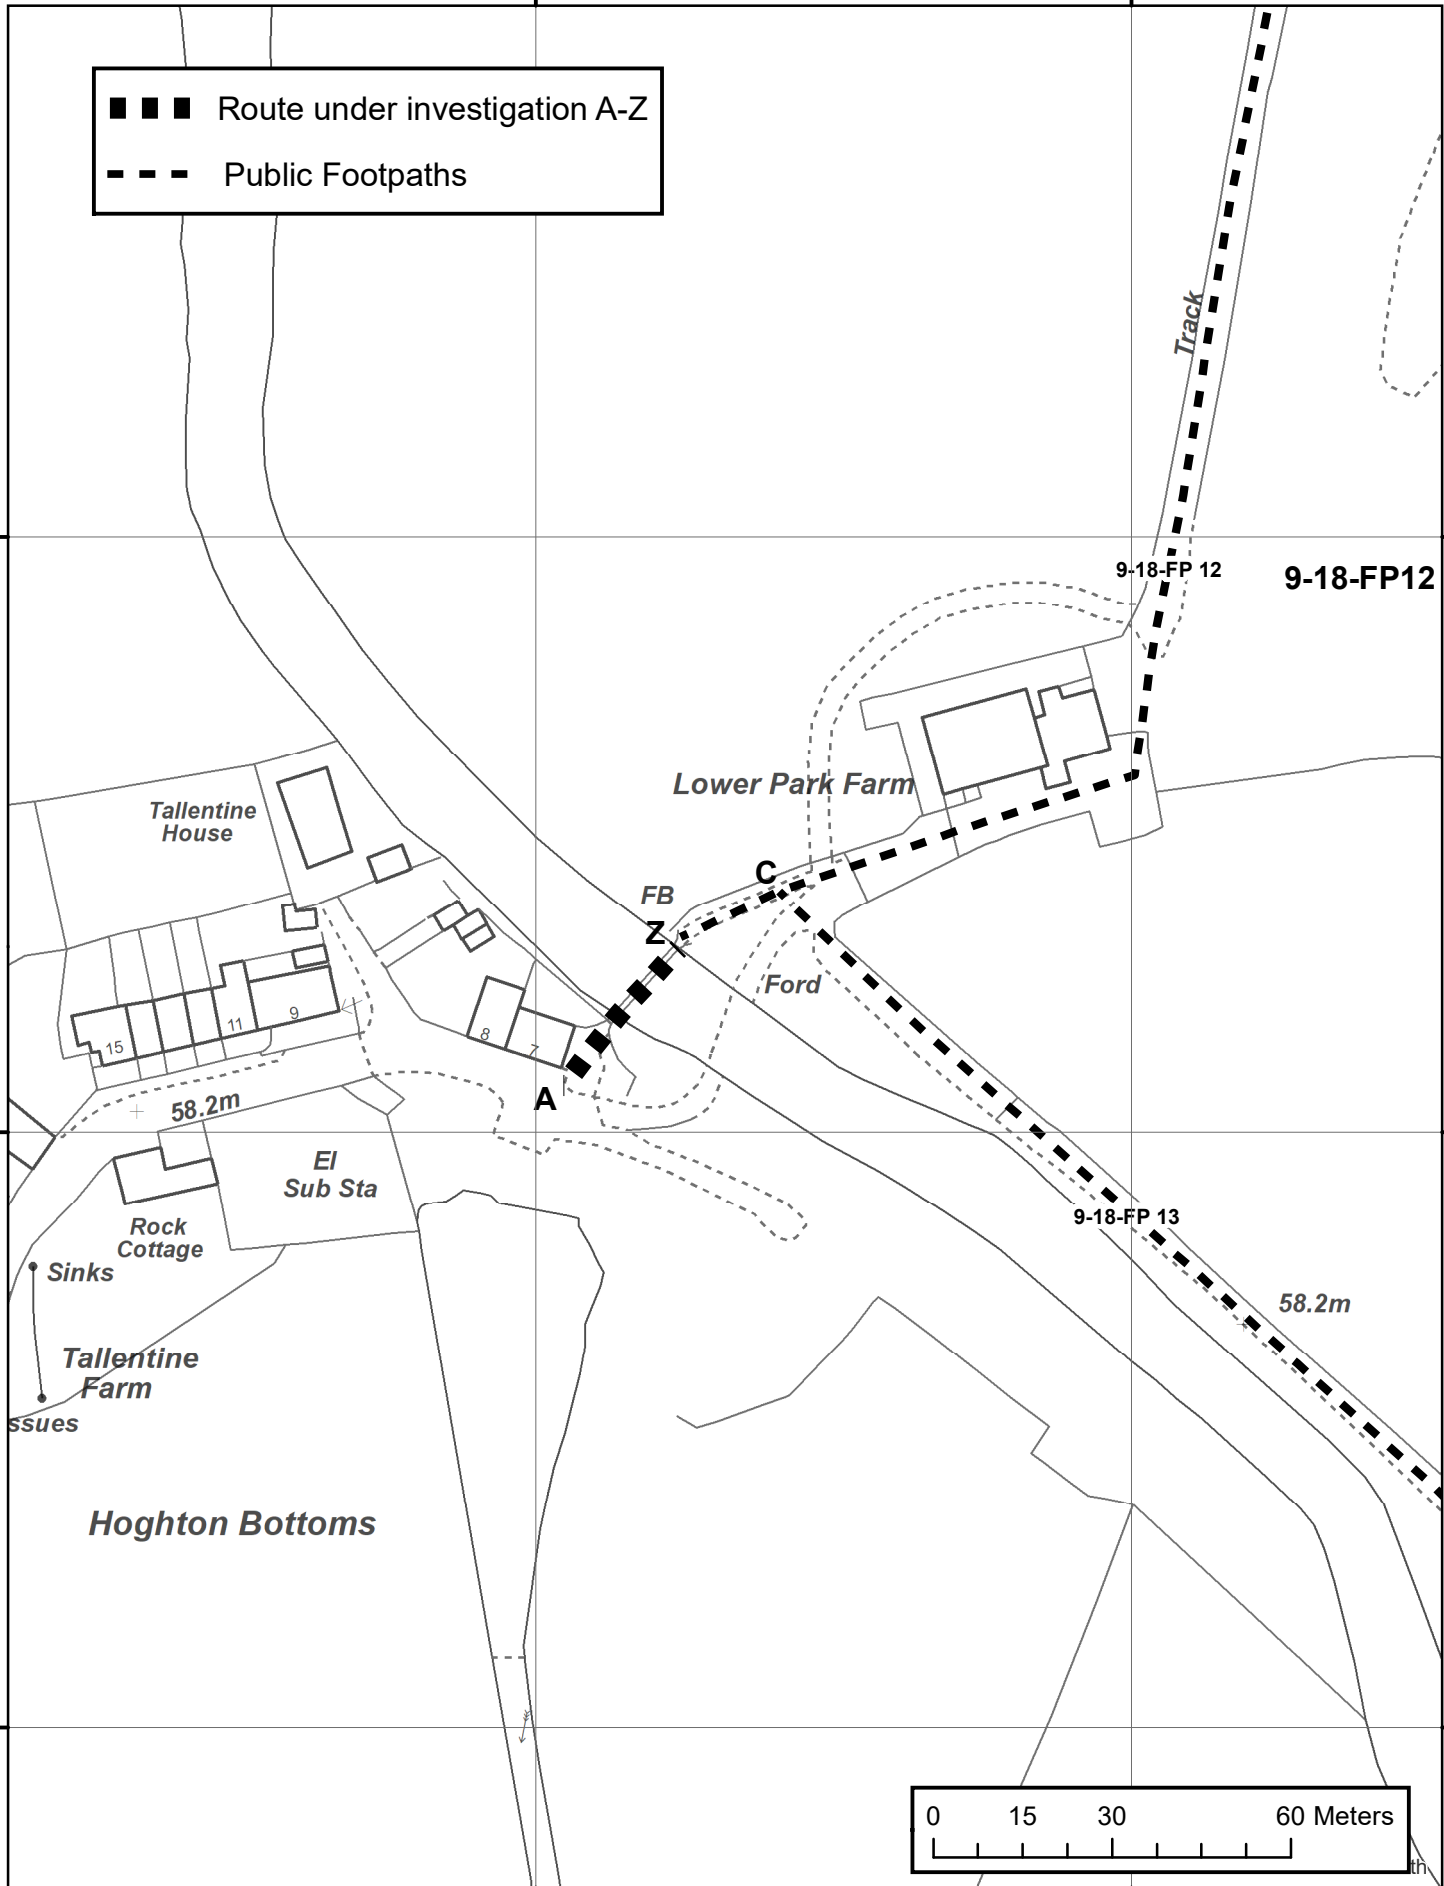 Route under investigation A-Z
Public Footpaths
Track
9-18-FP 12
9-18-FP12
Lower Park Farm
Tallentine
House
C
FB
Z
Ford
9
11
15
8
7
A
58.2m
El
Sub Sta
Rock
Cottage
9-18-FP 13
Sinks
58.2m
Tallentine
Farm
ssues
Hoghton Bottoms
0 15 30 60 Meters
th